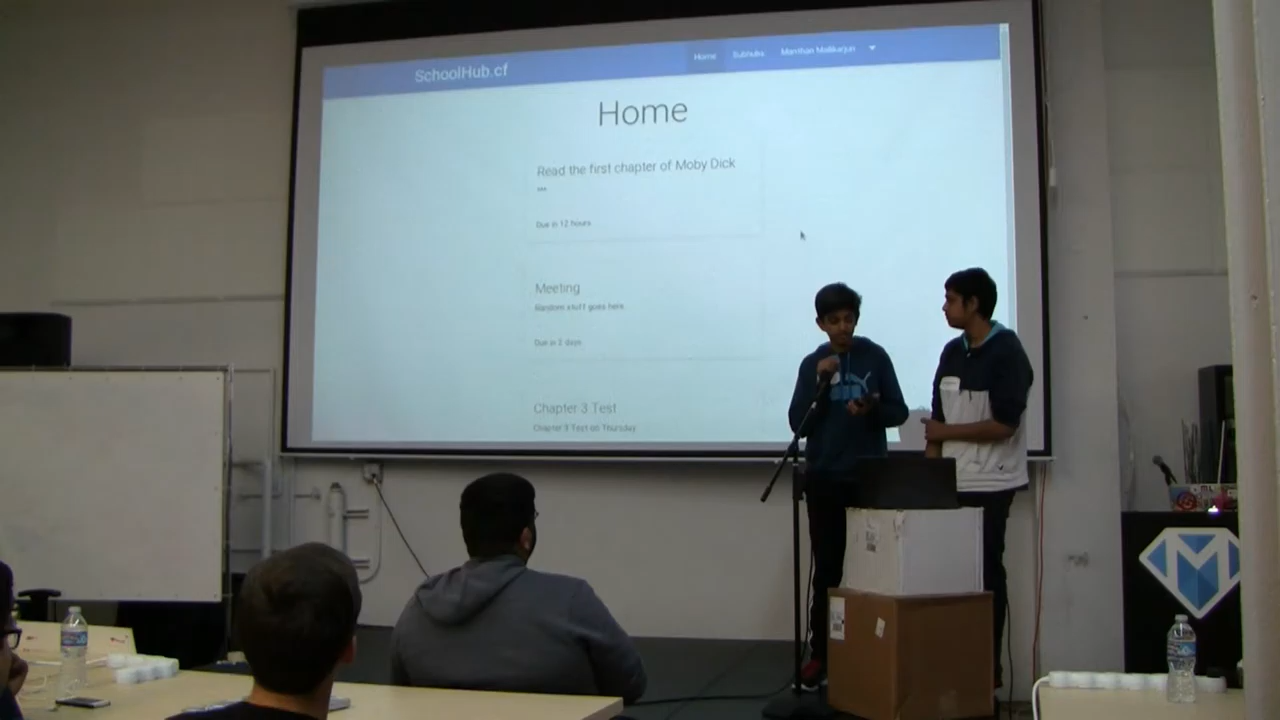 SchoolHub.cf
Home
Subhubs
Manthan Mallikarjun
Home
Read the first chapter of Moby Dick
***
Due in 12 hours
Meeting
Random stuff goes here
Due in 2 days
Chapter 3 Test
Chapter 3 Test on Thursday